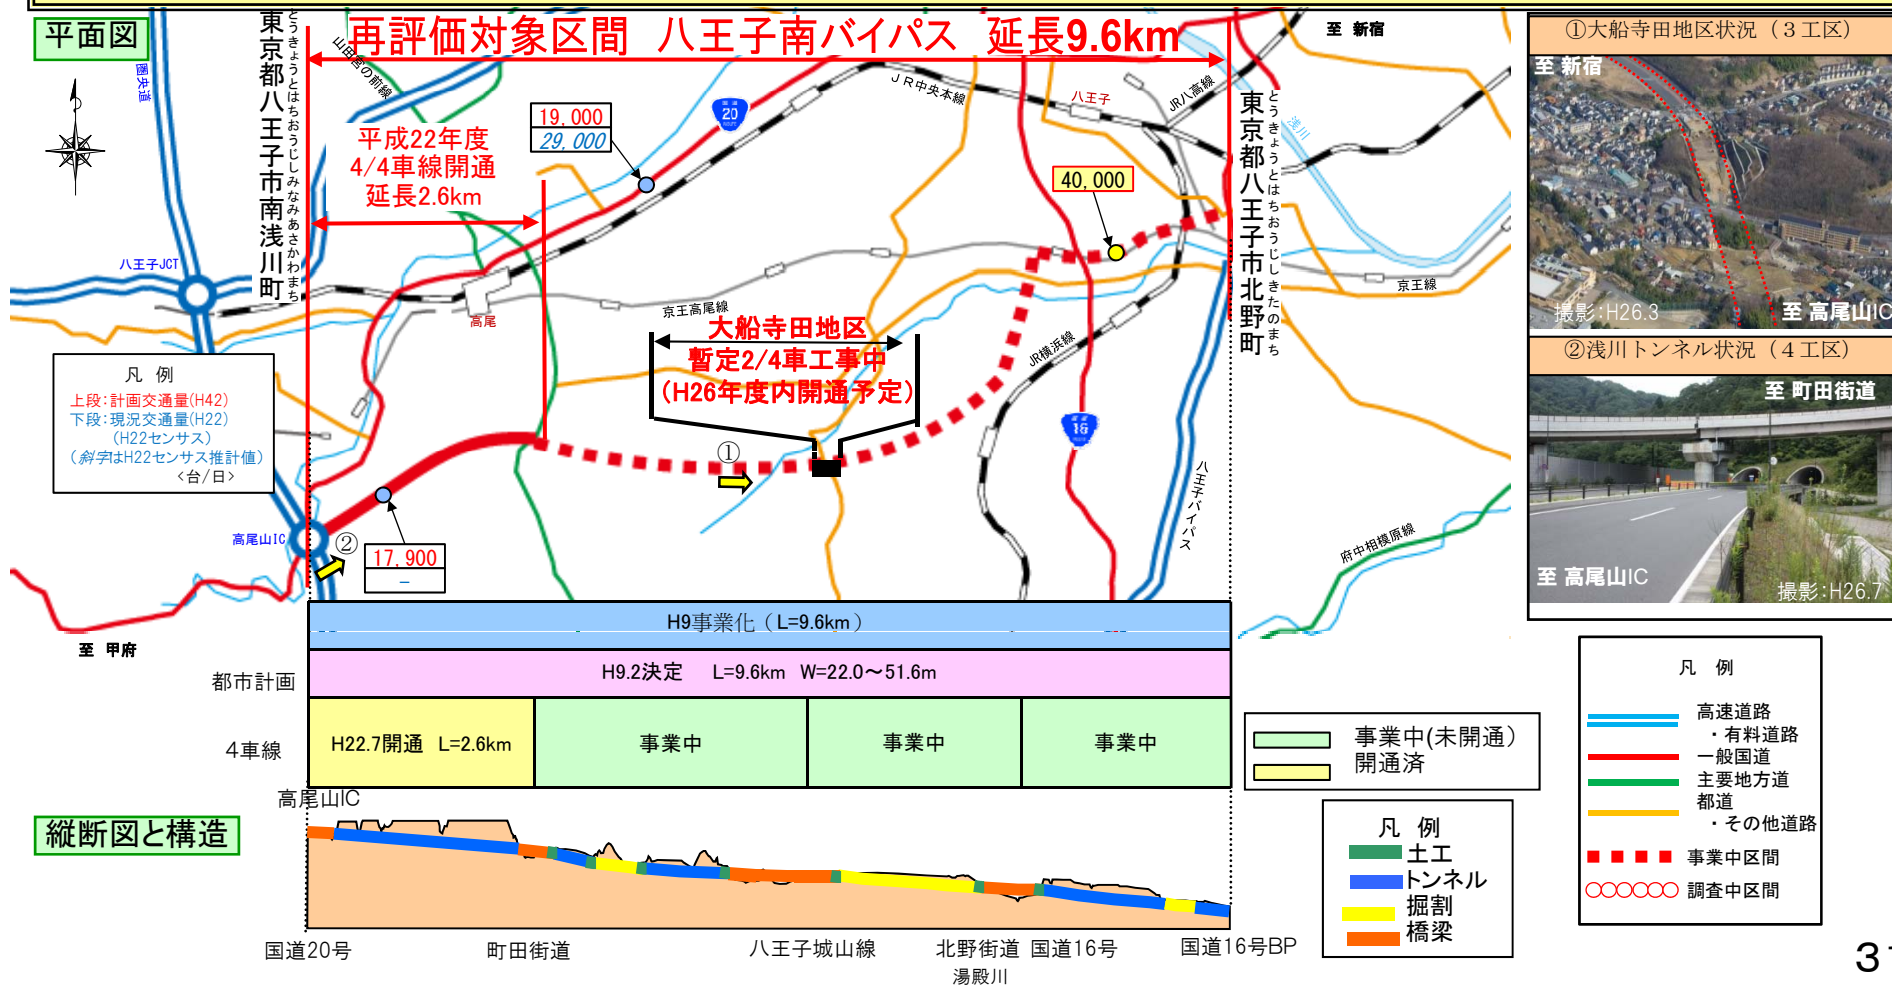 平面図
再評価対象区間 八王子南バイパス 延長9.6km
至 新宿
東京都八王子市南浅川町
とうきょうとはちおうじしみなみあさかわまち
圏央道
山田宮の前線
平成22年度
4/4車線開通
延長2.6km
19,000
29,000
20
JR中央本線
八王子
JR八高線
浅川
40,000
東京都八王子市北野町
とうきょうとはちおうじしきたのまち
八王子JCT
高尾
京王高尾線
京王線
大船寺田地区
暫定2/4車工事中
(H26年度内開通予定)
JR横浜線
16
八王子バイパス
府中相模原線
凡 例
上段:計画交通量(H42)
下段:現況交通量(H22)
(H22センサス)
(斜字はH22センサス推計値)
<台/日>
①
高尾山IC
②
17,900
-
至 甲府
①大船寺田地区状況(3工区)
至 新宿
撮影:H26.3
至 高尾山IC
②浅川トンネル状況(4工区)
至 町田街道
至 高尾山IC
撮影:H26.7
H9事業化(L=9.6km)
都市計画
H9.2決定 L=9.6km W=22.0~51.6m
4車線
H22.7開通 L=2.6km
事業中
事業中
事業中
事業中(未開通)
開通済
凡 例
高速道路
・有料道路
一般国道
主要地方道
都道
・その他道路
事業中区間
調査中区間
縦断図と構造
高尾山IC
凡 例
土工
トンネル
掘割
橋梁
国道20号
町田街道
八王子城山線
北野街道
国道16号
国道16号BP
湯殿川